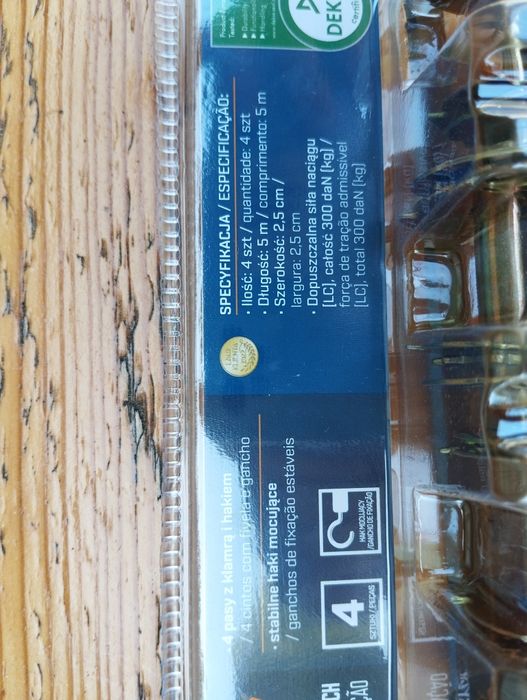 DEK
SPECYFIKACJA / ESPECIFICAÇÃO:
• Ilość: 4 szt / quantidade: 4 szt
• Długość: 5 m / comprimento: 5 m
• Szerokość: 2,5 cm /
largura: 2,5 cm
• Dopuszczalna siła naciągu
[LC], całość 300 daN [kg] /
força de tração admissível
[LC], total 300 daN [kg]
• 4 pasy z klamrą i hakiem
/ 4 cintos com fivela e gancho
• stabilne haki mocujące
/ ganchos de fixação estáveis
HAK MOCUJĄCY
/GANCHO DE FIXAÇÃO
4
SZTUKI / PEÇAS